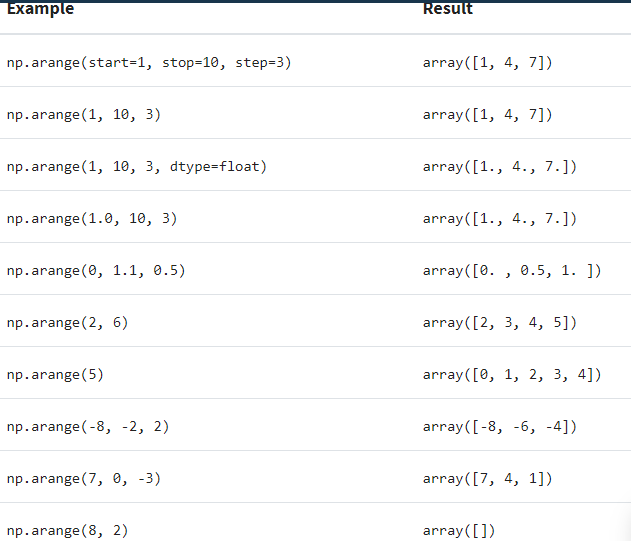 Example Result
np.arange(start=1, stop=10, step=3) array([1, 4, 7])
np.arange(1, 10, 3) array([1, 4, 7])
np.arange(1, 10, 3, dtype=float) array([1., 4., 7.])
np.arange(1.0, 10, 3) array([1., 4., 7.])
np.arange(0, 1.1, 0.5) array([0. , 0.5, 1. ])
np.arange(2, 6) array([2, 3, 4, 5])
np.arange(5) array([0, 1, 2, 3, 4])
np.arange(-8, -2, 2) array([-8, -6, -4])
np.arange(7, 0, -3) array([7, 4, 1])
np.arange(8, 2) array([])